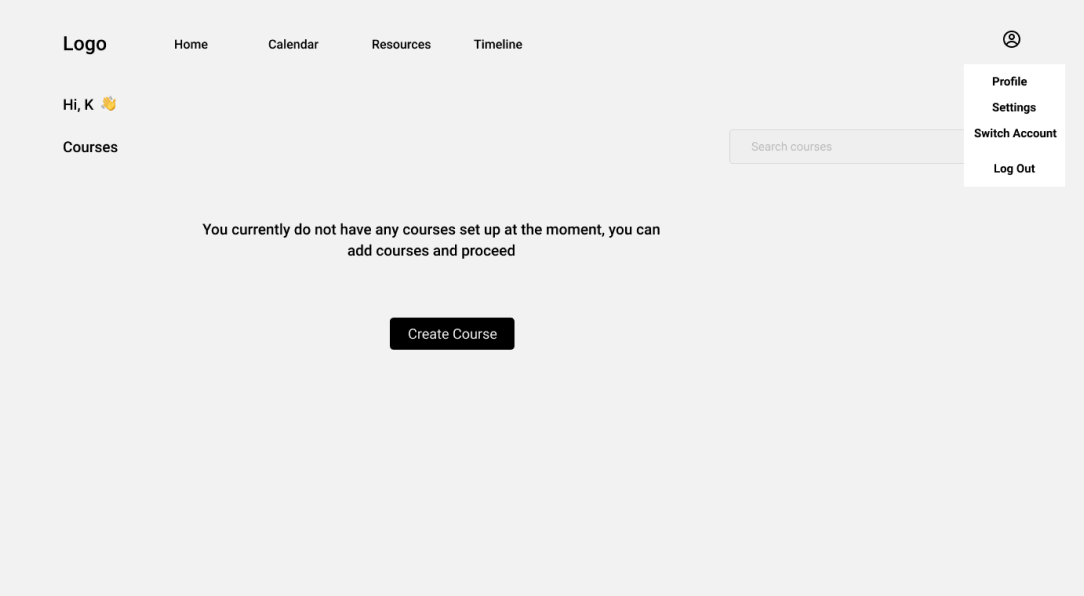 Logo
Home
Calendar
Resources
Timeline
Profile
Settings
Switch Account
Log Out
Hi, K 👋
Courses
Search courses
You currently do not have any courses set up at the moment, you can
add courses and proceed
Create Course